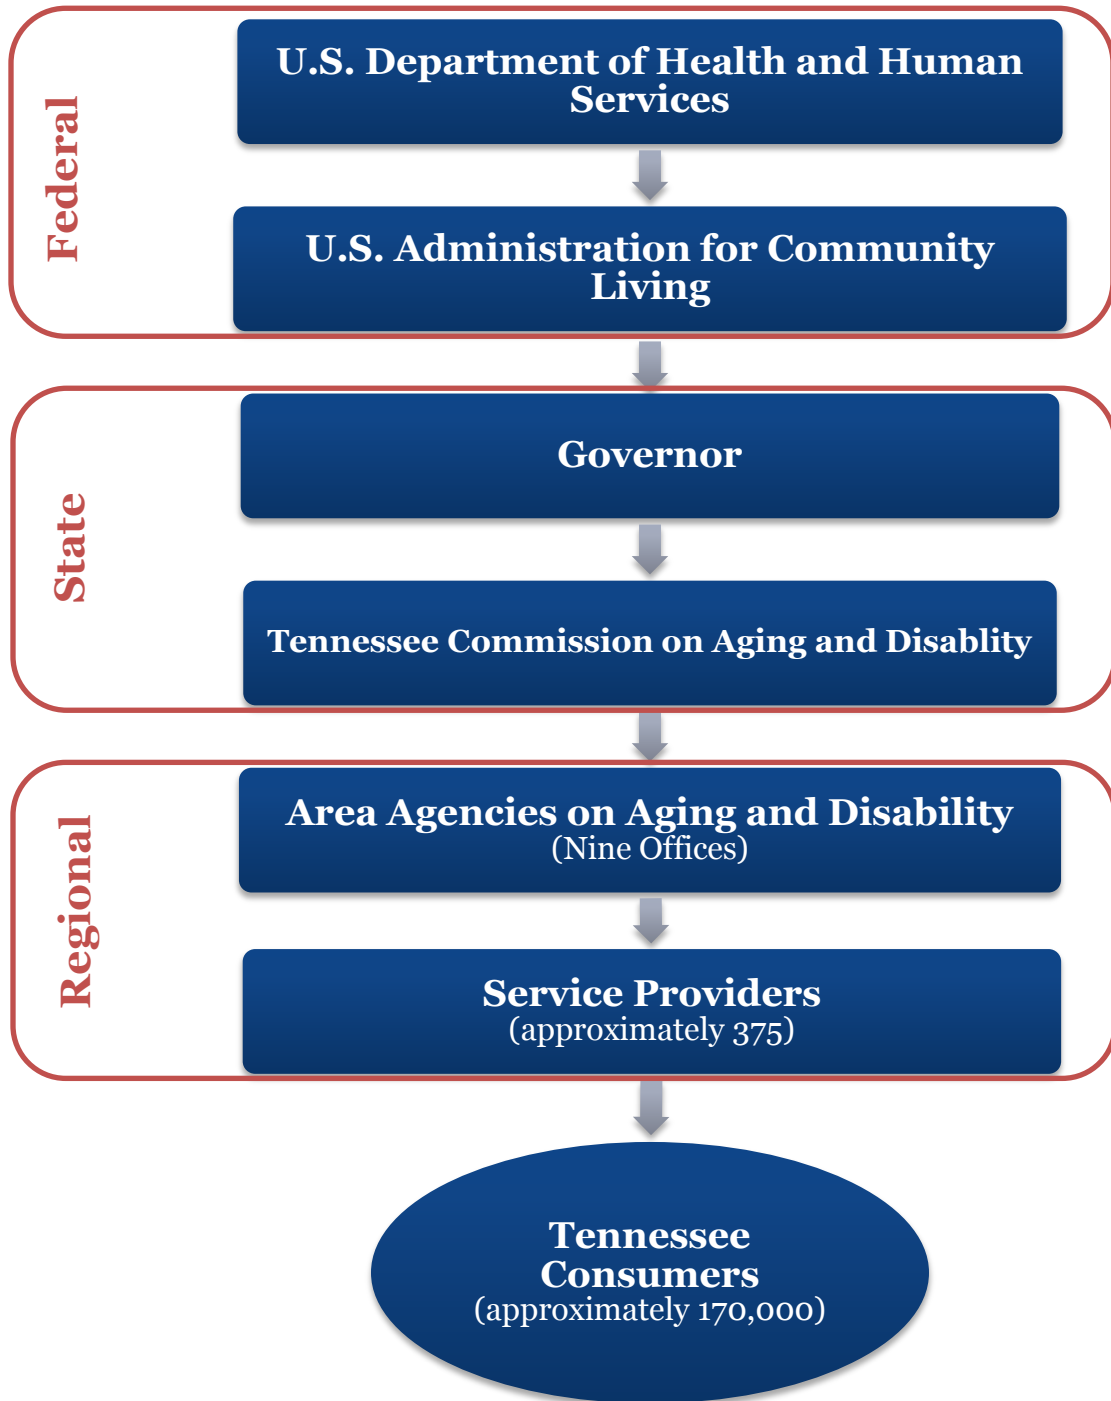 Federal
U.S. Department of Health and Human
Services
U.S. Administration for Community
Living
State
Governor
Tennessee Commission on Aging and Disablity
Regional
Area Agencies on Aging and Disability
(Nine Offices)
Service Providers
(approximately 375)
Tennessee
Consumers
(approximately 170,000)